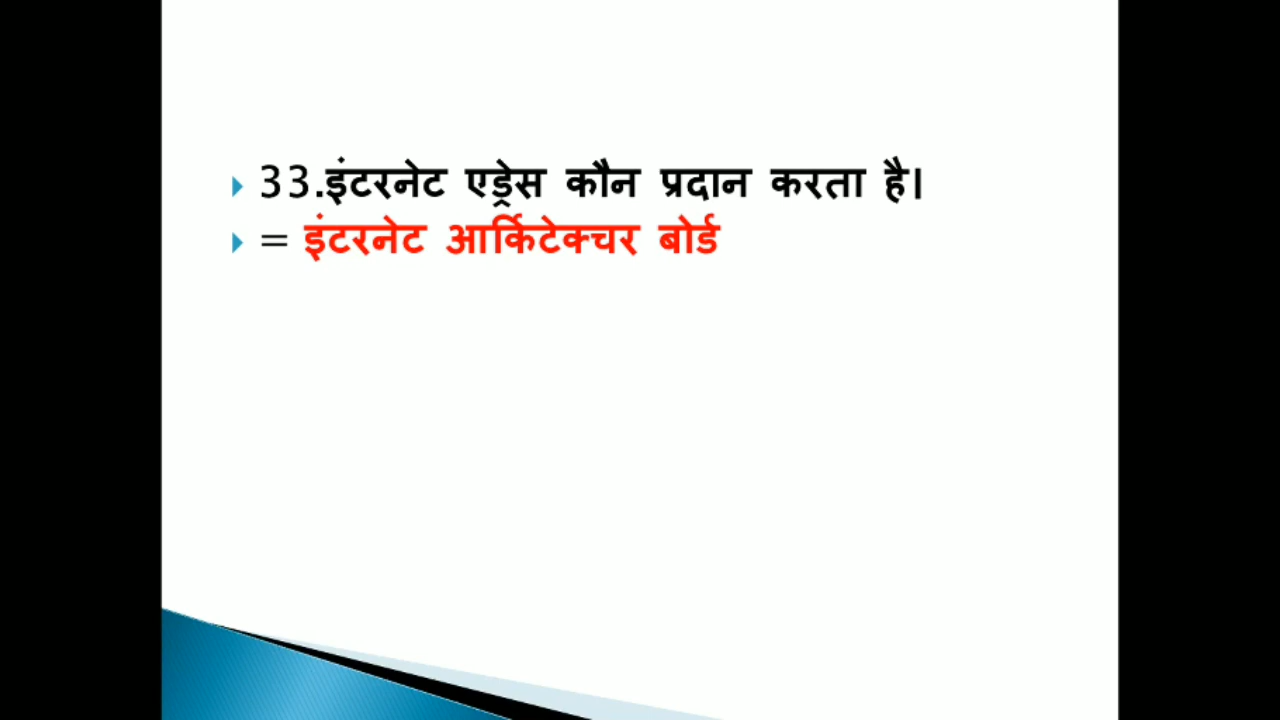 33.इंटरनेट एड्रेस कौन प्रदान करता है।
= इंटरनेट आर्किटेक्चर बोर्ड